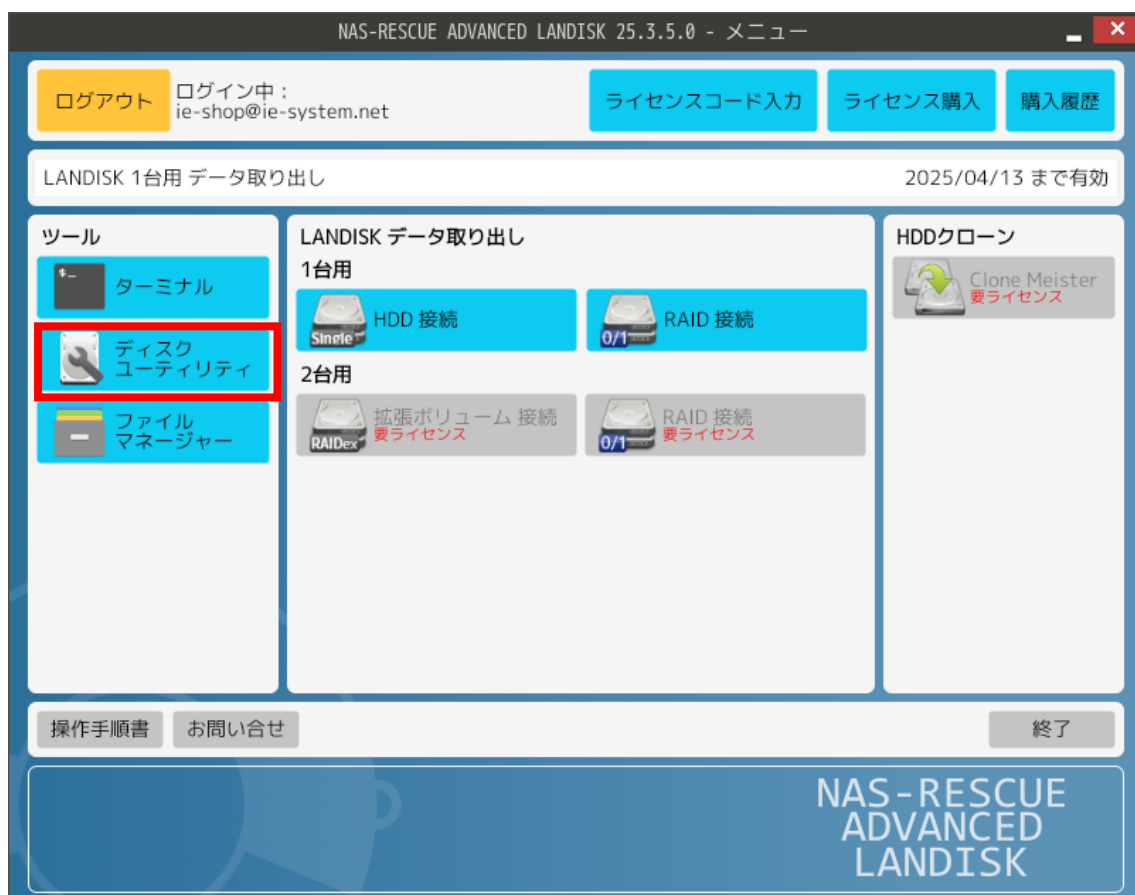 NAS-RESCUE ADVANCED LANDISK 25.3.5.0 - メニュー
ログアウト
ログイン中 :
ie-shop@ie-system.net
ライセンスコード入力
ライセンス購入
購入履歴
LANDISK 1台用 データ取り出し
2025/04/13 まで有効
ツール
ターミナル
ディスク
ユーティリティ
ファイル
マネージャー
LANDISK データ取り出し
1台用
Single
HDD 接続
0/1
RAID 接続
2台用
RAIDex
拡張ボリューム 接続
要ライセンス
0/1
RAID 接続
要ライセンス
HDDクローン
Clone Meister
要ライセンス
操作手順書
お問い合せ
終了
NAS-RESCUE
ADVANCED
LANDISK